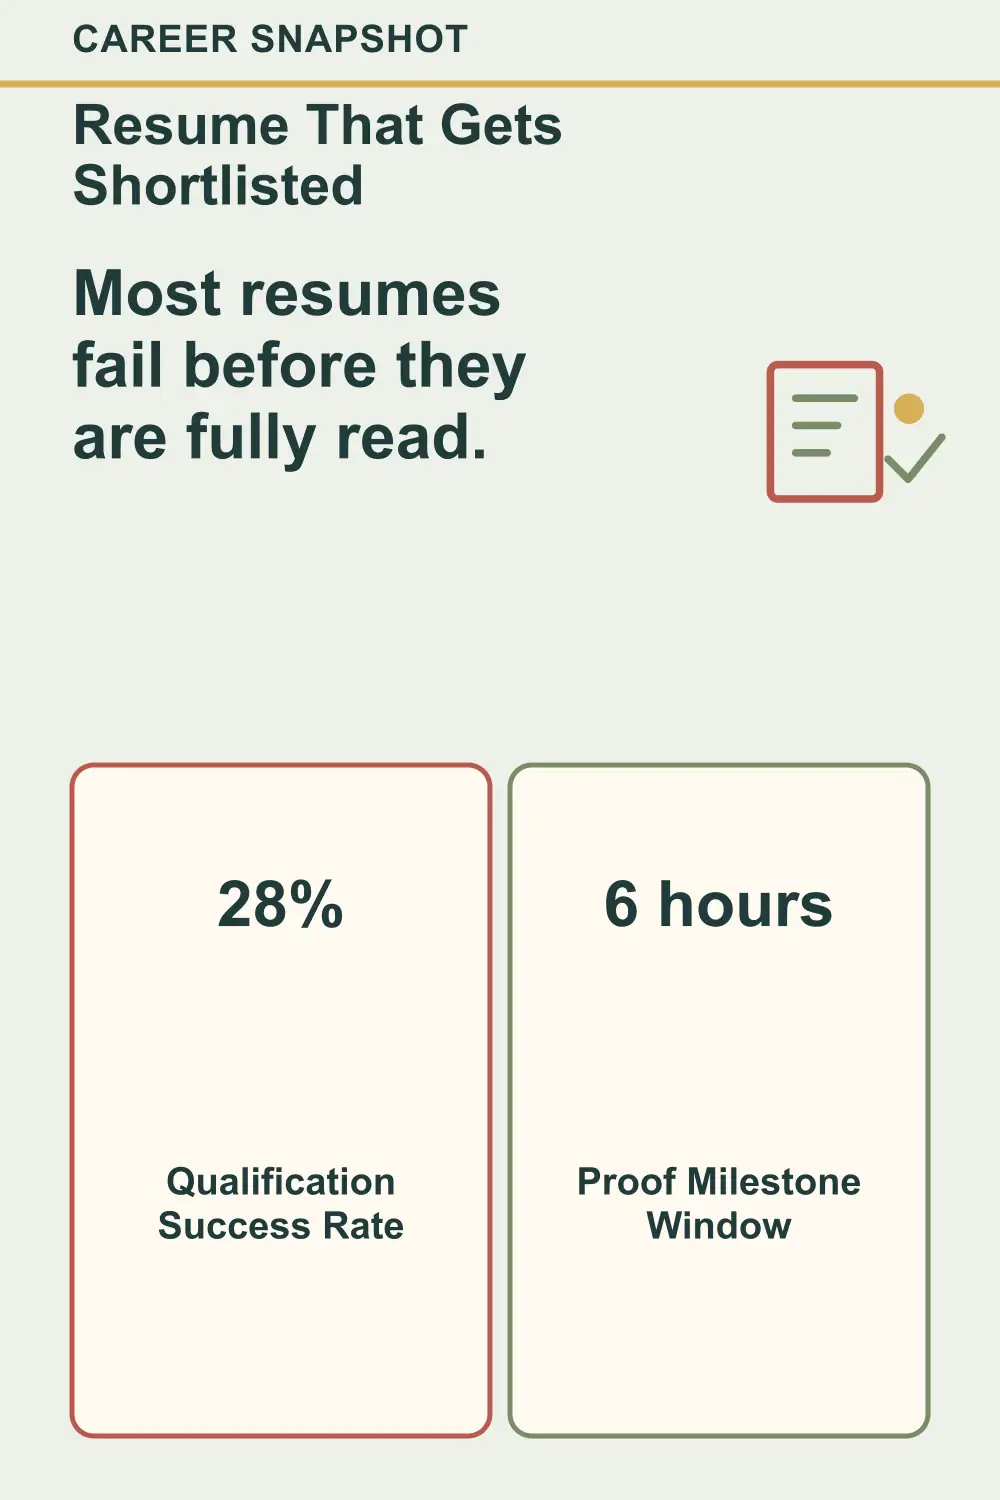 CAREER SNAPSHOT
Resume That Gets
Shortlisted
Most resumes
fail before they
are fully read.
28%
Qualification
Success Rate
6 hours
Proof Milestone
Window